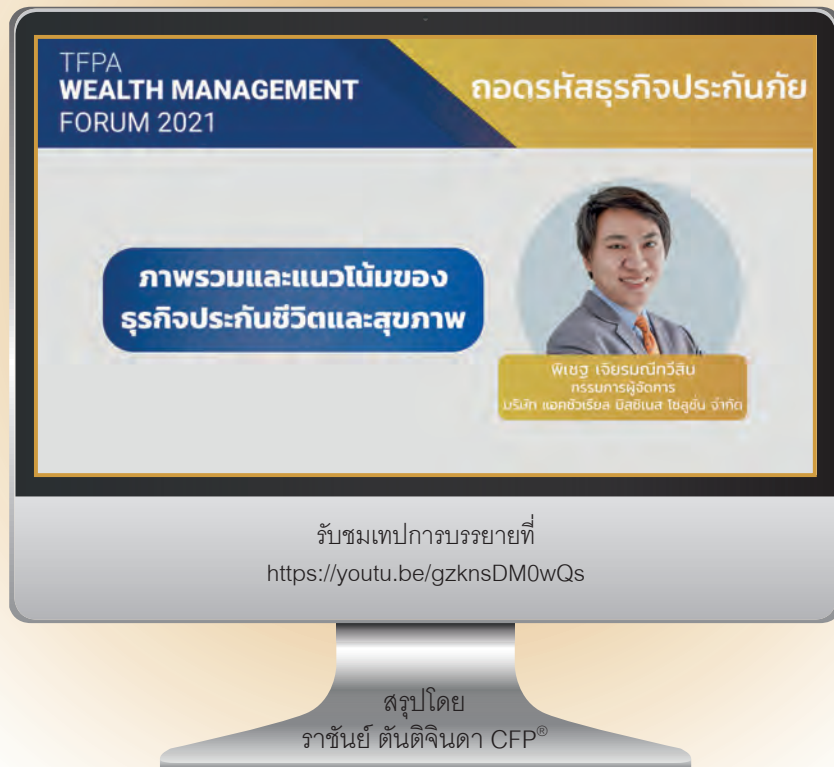 TFPA
WEALTH MANAGEMENT
FORUM 2021
ถอดรหัสธุรกิจประกันภัย
ภาพรวมและแนวโน้มของ
ธุรกิจประกันชีวิตและสุขภาพ
พิเชฐ เจียรมณีทวีสิน
กรรมการผู้จัดการ
บริษัท แอคชัวเรียล บิสซิเนส โซลูชั่น จำกัด
รับชมเทปการบรรยายที่
https://youtu.be/gzknsDM0wQs
สรุปโดย
ราชันย์ ตันติจินดา CFP®